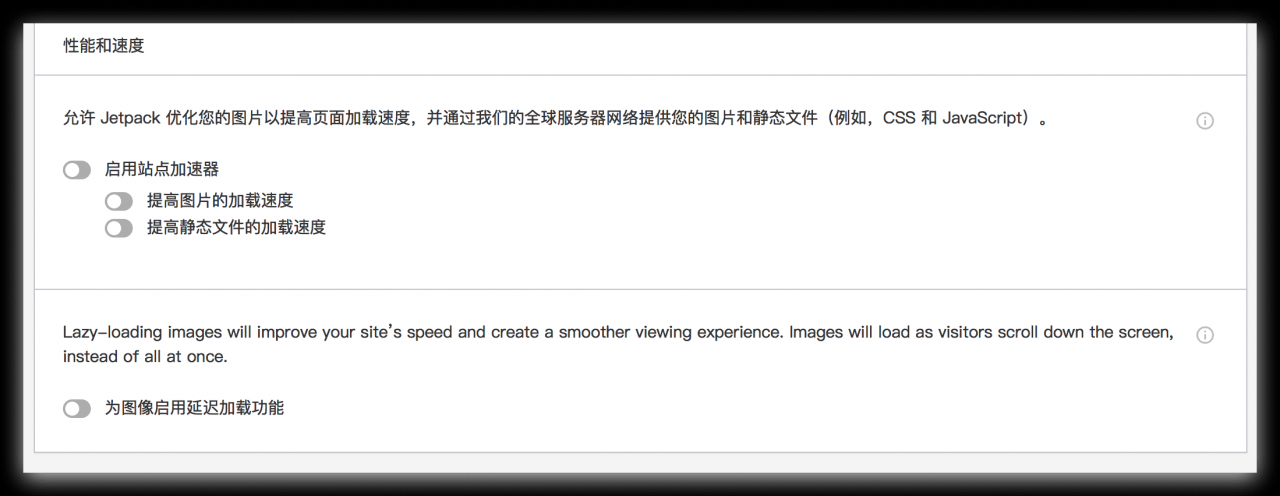 性能和速度
允许 Jetpack 优化您的图片以提高页面加载速度，并通过我们的全球服务器网络提供您的图片和静态文件（例如，CSS 和 JavaScript）。
启用站点加速器
提高图片的加载速度
提高静态文件的加载速度
Lazy-loading images will improve your site’s speed and create a smoother viewing experience. Images will load as visitors scroll down the screen,
instead of all at once.
为图像启用延迟加载功能